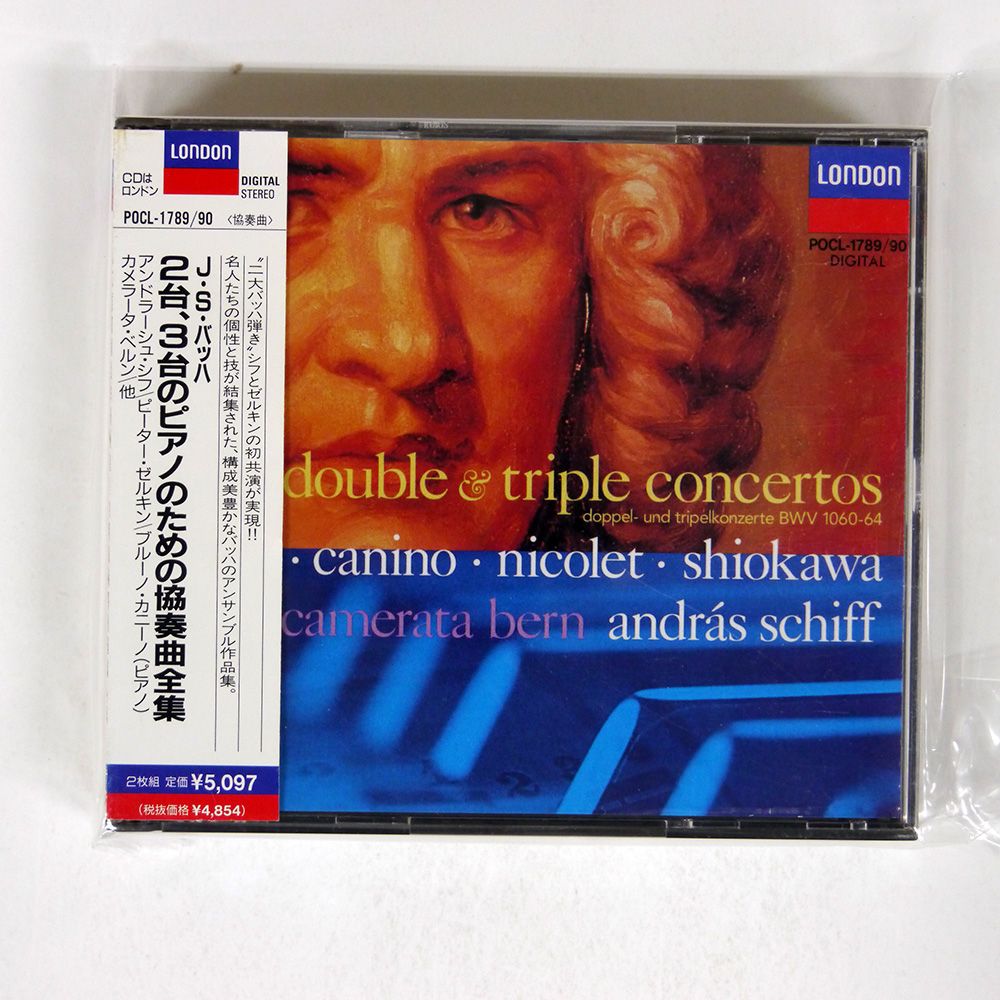 CDは
ロンドン
LONDON
DIGITAL
STEREO
POCL-1789/90
〈協奏曲〉
“二大バッハ弾き”シフとゼルキンの初共演が実現!!
名人たちの個性と技が結集された、構成美豊かなバッハのアンサンブル作品集。
J・S・バッハ
2台、3台のピアノのための協奏曲全集
アンドラーシュ・シフ/ピーター・ゼルキン/ブルーノ・カニーノ(ピアノ)
カメラータ・ベルン/他
2枚組 定価¥5,097
(税抜価格¥4,854)
LONDON
POCL-1789/90
DIGITAL
double & triple concertos
doppel- und tripelkonzerte BWV 1060-64
· canino · nicolet · shiokawa
camerata bern andrás schiff